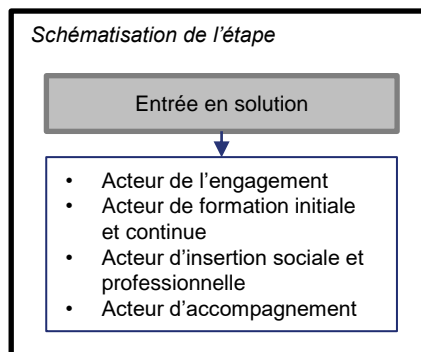 Schématisation de l’étape
Entrée en solution
• Acteur de l’engagement
• Acteur de formation initiale
et continue
• Acteur d’insertion sociale et
professionnelle
• Acteur d’accompagnement